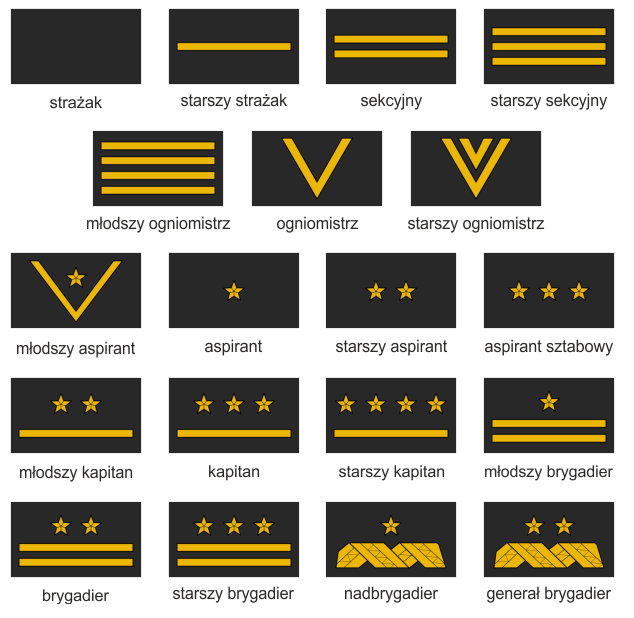 strażak
starszy strażak
sekcyjny
starszy sekcyjny
młodszy ogniomistrz
ogniomistrz
starszy ogniomistrz
młodszy aspirant
aspirant
starszy aspirant
aspirant sztabowy
młodszy kapitan
kapitan
starszy kapitan
młodszy brygadier
brygadier
starszy brygadier
nadbrygadier
generał brygadier